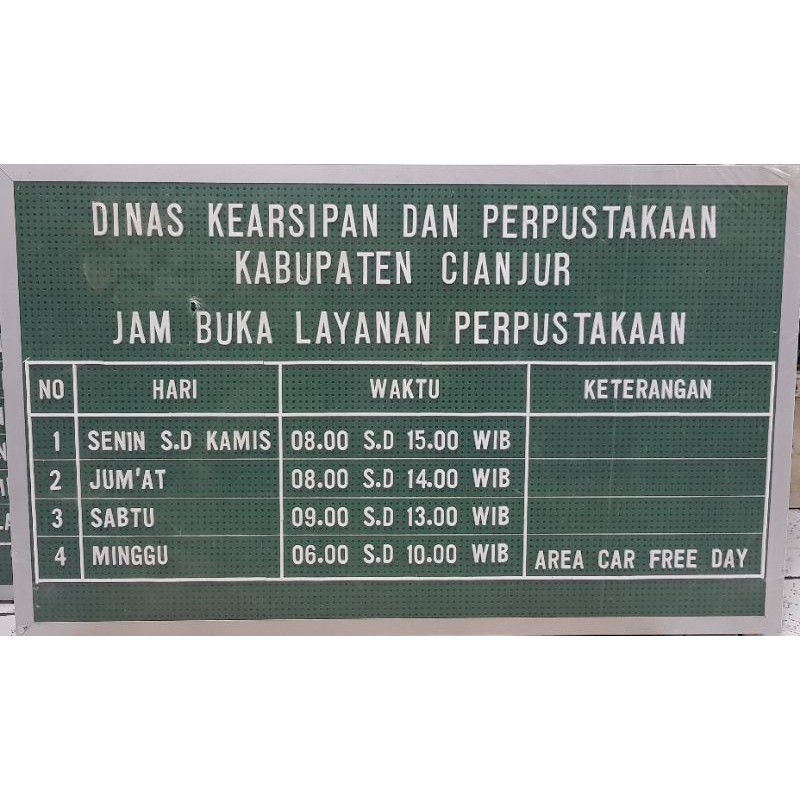 DINAS KEARSIPAN DAN PERPUSTAKAAN
KABUPATEN CIANJUR
JAM BUKA LAYANAN PERPUSTAKAAN
NO HARI WAKTU KETERANGAN
1 SENIN S.D KAMIS 08.00 S.D 15.00 WIB
2 JUM'AT 08.00 S.D 14.00 WIB
3 SABTU 09.00 S.D 13.00 WIB
4 MINGGU 06.00 S.D 10.00 WIB AREA CAR FREE DAY